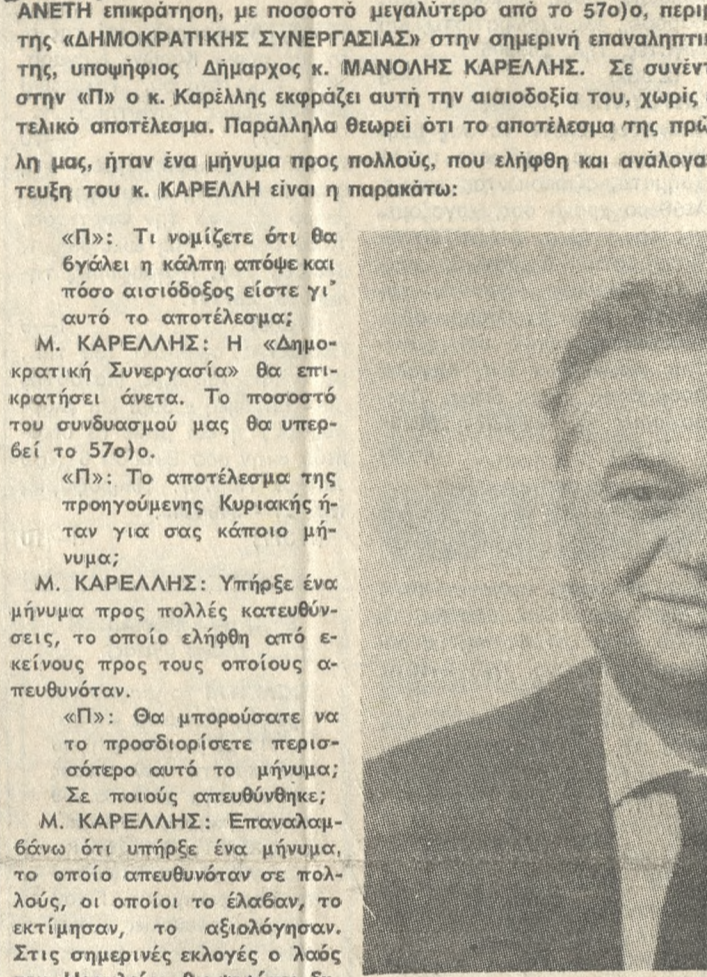 ΑΝΕΤΗ επικράτηση, με ποσοστό μεγαλύτερο από το 57ο)ο,
της «ΔΗΜΟΚΡΑΤΙΚΗΣ ΣΥΝΕΡΓΑΣΙΑΣ» στην σημερινή
της, υποψήφιος Δήμαρχος κ. ΜΑΝΟΛΗΣ ΚΑΡΕΛΛΗΣ. Σε
στην «Π» ο κ. Καρέλλης εκφράζει αυτή την αισιοδοξία του, χωρίς
τελικό αποτέλεσμα. Παράλληλα θεωρεί ότι το αποτέλεσμα της
λη μας, ήταν ένα μήνυμα προς πολλούς, που ελήφθη και ανάλογα
τευξη του κ. ΚΑΡΕΛΛΗ είναι η παρακάτω:
«Π»: Τι νομίζετε ότι θα
βγάλει η κάλπη απόψε και
πόσο αισιόδοξος είστε γι'
αυτό το αποτέλεσμα;
Μ. ΚΑΡΕΛΛΗΣ: Η «Δημο-
κρατική Συνεργασία» θα επι-
κρατήσει άνετα. Το ποσοστό
του συνδυασμού μας θα υπερ-
βεί το 57ο)ο.
«Π»: Το αποτέλεσμα της
προηγούμενης Κυριακής ή-
ταν για σας κάποιο μή-
νυμα;
Μ. ΚΑΡΕΛΛΗΣ: Υπήρξε ένα
μήνυμα προς πολλές κατευθύν-
σεις, το οποίο ελήφθη από ε-
κείνους προς τους οποίους α-
πευθυνόταν.
«Π»: Θα μπορούσατε να
το προσδιορίσετε περισ-
σότερο αυτό το μήνυμα;
Σε ποιούς απευθύνθηκε;
Μ. ΚΑΡΕΛΛΗΣ: Επαναλαμ-
βάνω ότι υπήρξε ένα μήνυμα,
το οποίο απευθυνόταν σε πολ-
λούς, οι οποίοι το έλαβαν, το
εκτίμησαν, το αξιολόγησαν.
Στις σημερινές εκλογές ο λαός